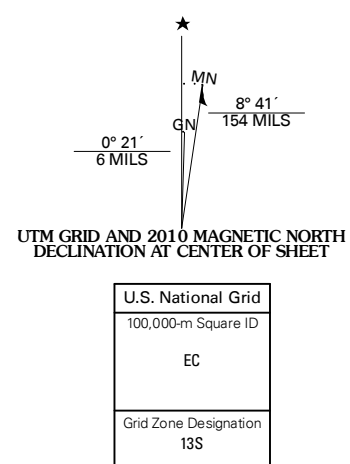 ★
MN
GN
8° 41´
154 MILS
0° 21´
6 MILS
UTM GRID AND 2010 MAGNETIC NORTH
DECLINATION AT CENTER OF SHEET
U.S. National Grid
100,000-m Square ID
EC
Grid Zone Designation
13S